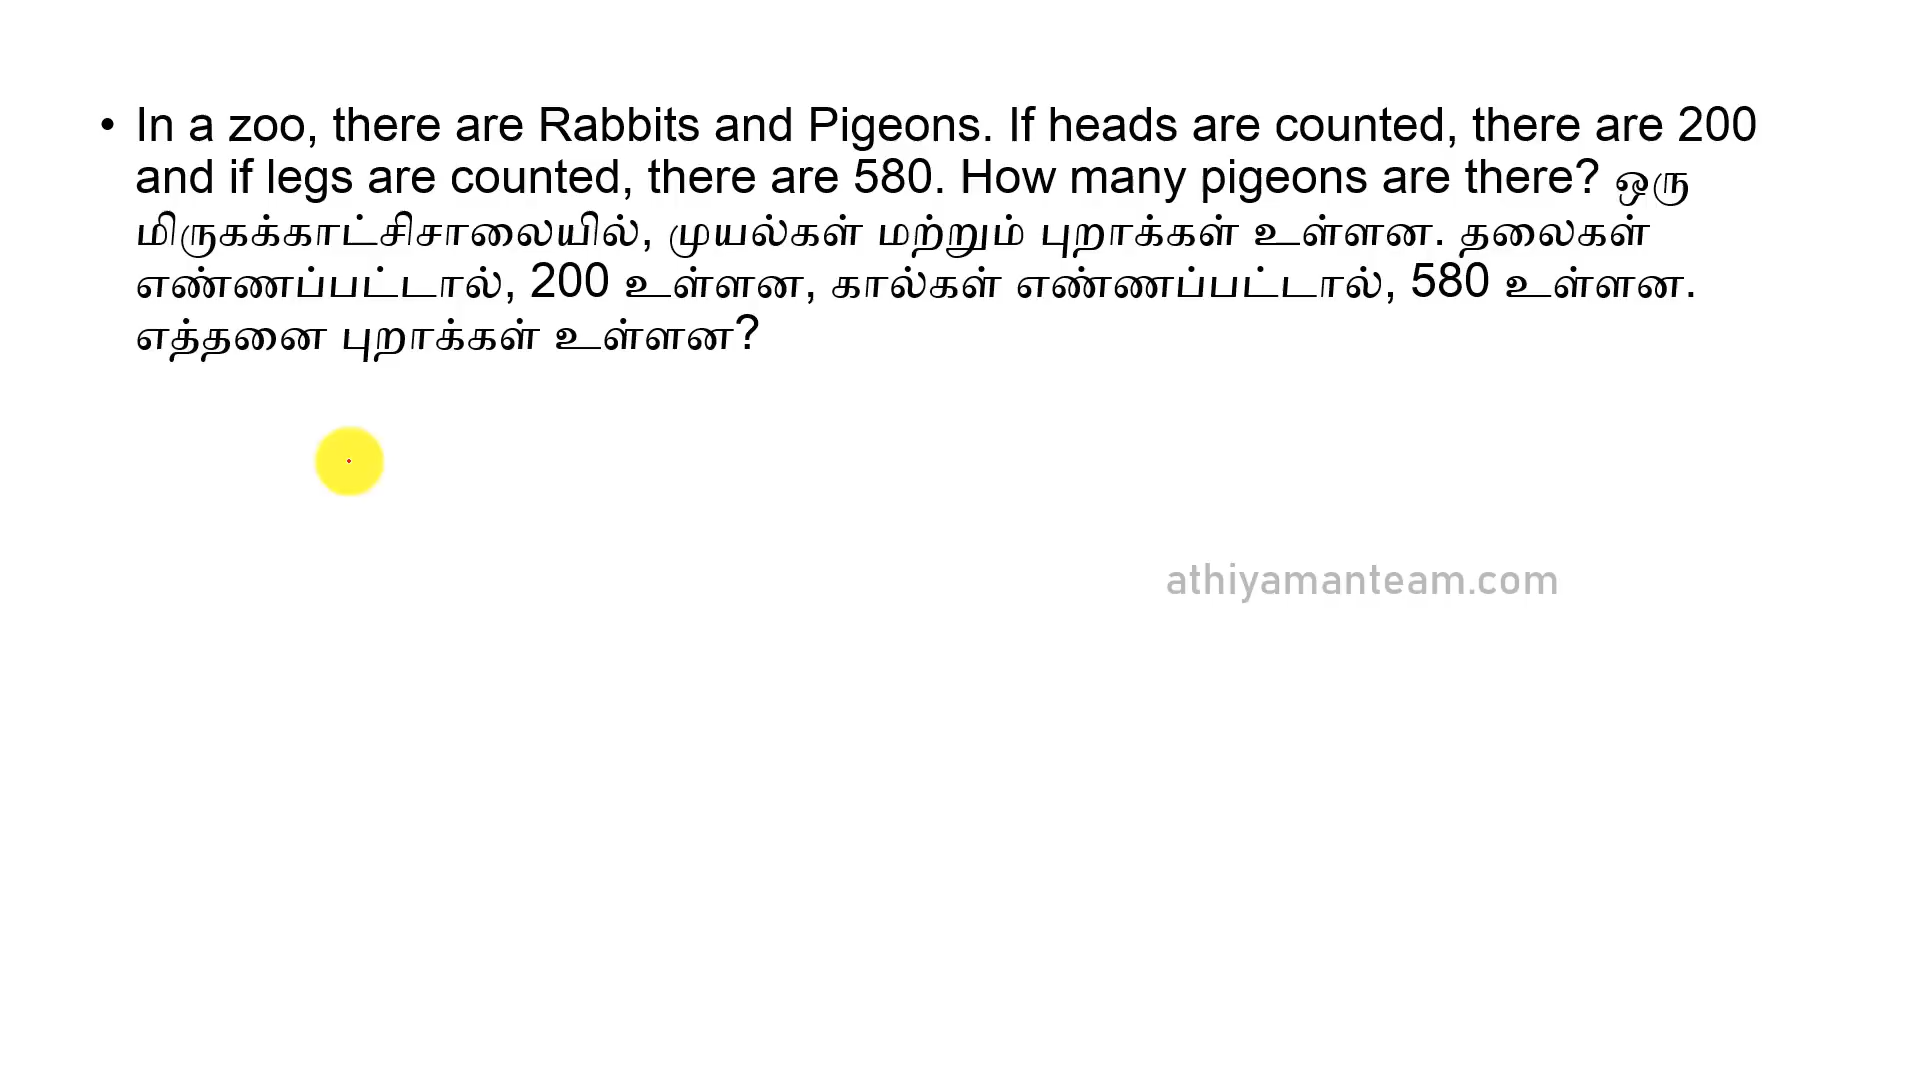 • In a zoo, there are Rabbits and Pigeons. If heads are counted, there are 200
and if legs are counted, there are 580. How many pigeons are there? ஒரு
மிருகக்காட்சிசாலையில், முயல்கள் மற்றும் புறாக்கள் உள்ளன. தலைகள்
எண்ணப்பட்டால், 200 உள்ளன, கால்கள் எண்ணப்பட்டால், 580 உள்ளன.
எத்தனை புறாக்கள் உள்ளன?
athiyamanteam.com